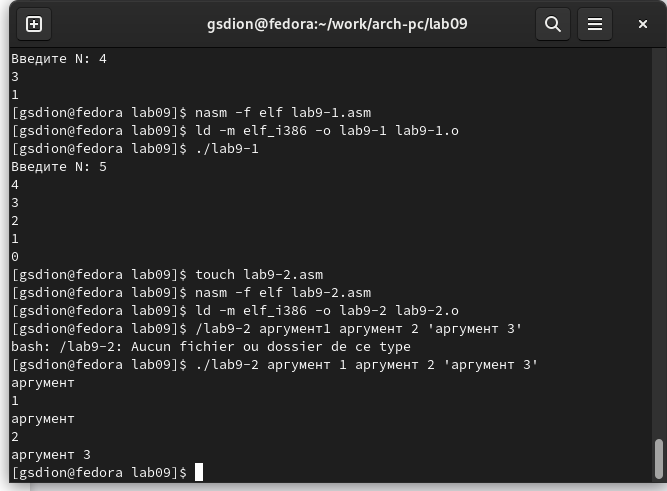 gsdion@fedora:~/work/arch-pc/lab09
Введите N: 4
3
1
[gsdion@fedora lab09]$ nasm -f elf lab9-1.asm
[gsdion@fedora lab09]$ ld -m elf_i386 -o lab9-1 lab9-1.o
[gsdion@fedora lab09]$ ./lab9-1
Введите N: 5
4
3
2
1
0
[gsdion@fedora lab09]$ touch lab9-2.asm
[gsdion@fedora lab09]$ nasm -f elf lab9-2.asm
[gsdion@fedora lab09]$ ld -m elf_i386 -o lab9-2 lab9-2.o
[gsdion@fedora lab09]$ /lab9-2 аргумент1 аргумент 2 'аргумент 3'
bash: /lab9-2: Aucun fichier ou dossier de ce type
[gsdion@fedora lab09]$ ./lab9-2 аргумент 1 аргумент 2 'аргумент 3'
аргумент
1
аргумент
2
аргумент 3
[gsdion@fedora lab09]$